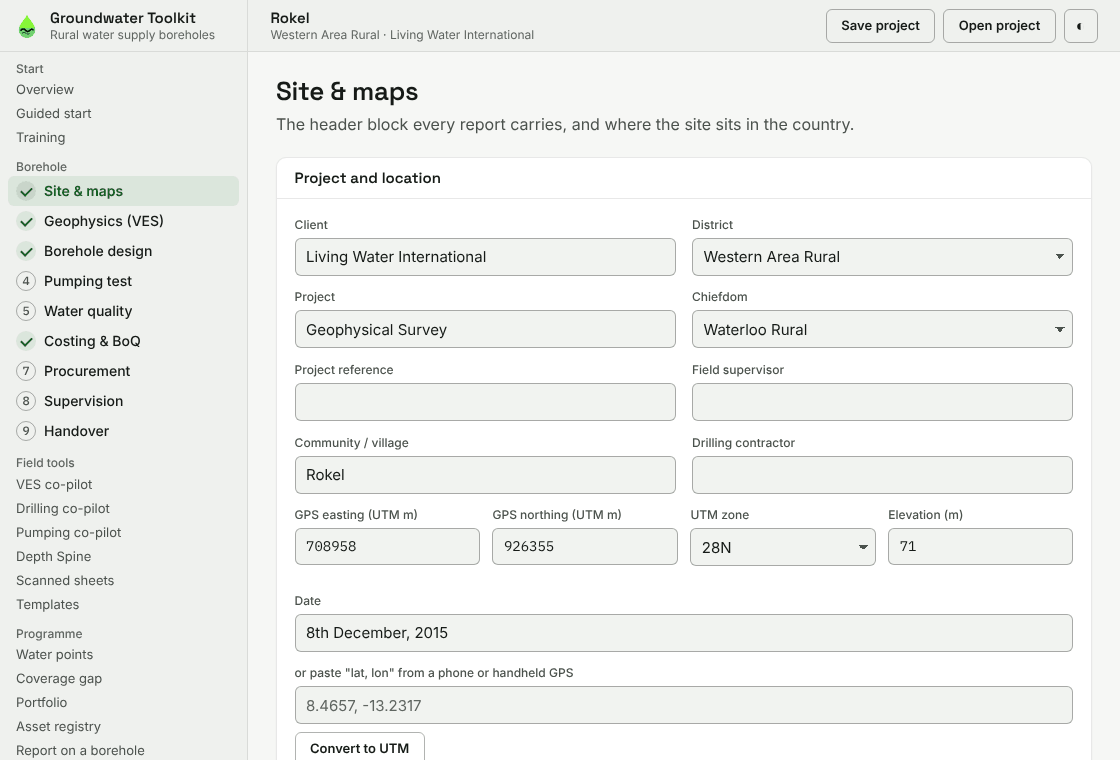 Groundwater Toolkit
Rural water supply boreholes
Rokel
Western Area Rural · Living Water International
Save project
Open project
Start
Overview
Guided start
Training
Borehole
Site & maps
Geophysics (VES)
Borehole design
4 Pumping test
5 Water quality
Costing & BoQ
7 Procurement
8 Supervision
9 Handover
Field tools
VES co-pilot
Drilling co-pilot
Pumping co-pilot
Depth Spine
Scanned sheets
Templates
Programme
Water points
Coverage gap
Portfolio
Asset registry
Report on a borehole
Site & maps
The header block every report carries, and where the site sits in the country.
Project and location
Client
Living Water International
District
Western Area Rural
Project
Geophysical Survey
Chiefdom
Waterloo Rural
Project reference
Field supervisor
Community / village
Rokel
Drilling contractor
GPS easting (UTM m)
708958
GPS northing (UTM m)
926355
UTM zone
28N
Elevation (m)
71
Date
8th December, 2015
or paste "lat, lon" from a phone or handheld GPS
8.4657, -13.2317
Convert to UTM